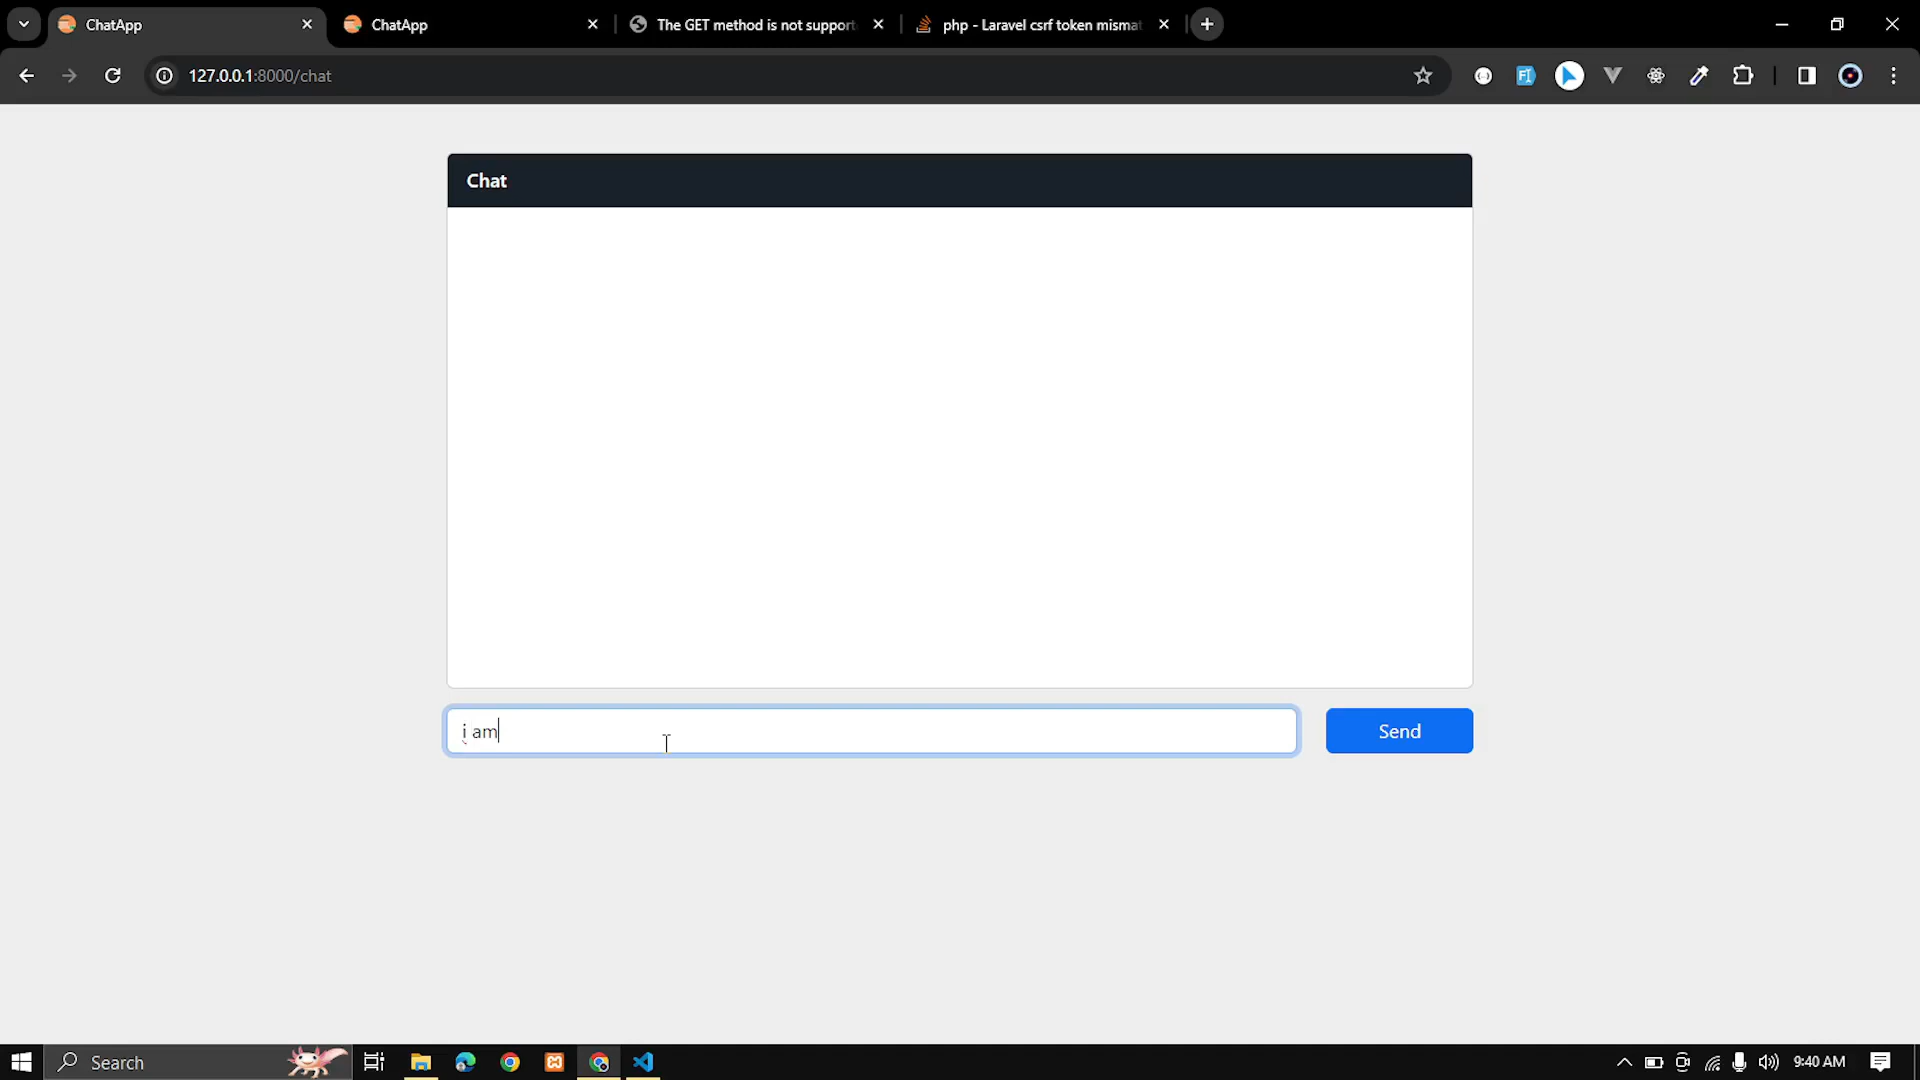 ChatApp
ChatApp
The GET method is not support
php - Laravel csrf token misma
127.0.0.1:8000/chat
Chat
i am
Send
Search
9:40 AM